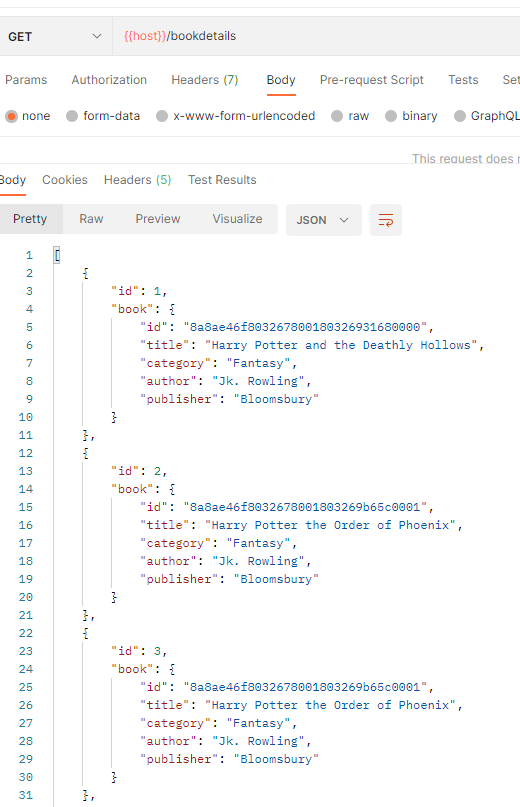 GET
{{host}}/bookdetails
Params Authorization Headers (7) Body Pre-request Script Tests Set
none form-data x-www-form-urlencoded raw binary GraphQL
This request does
Body Cookies Headers (5) Test Results
Pretty Raw Preview Visualize JSON
1 [
2 {
3 "id": 1,
4 "book": {
5 "id": "8a8ae46f803267800180326931680000",
6 "title": "Harry Potter and the Deathly Hollows",
7 "category": "Fantasy",
8 "author": "Jk. Rowling",
9 "publisher": "Bloomsbury"
10 }
11 },
12 {
13 "id": 2,
14 "book": {
15 "id": "8a8ae46f8032678001803269b65c0001",
16 "title": "Harry Potter the Order of Phoenix",
17 "category": "Fantasy",
18 "author": "Jk. Rowling",
19 "publisher": "Bloomsbury"
20 }
21 },
22 {
23 "id": 3,
24 "book": {
25 "id": "8a8ae46f8032678001803269b65c0001",
26 "title": "Harry Potter the Order of Phoenix",
27 "category": "Fantasy",
28 "author": "Jk. Rowling",
29 "publisher": "Bloomsbury"
30 }
31 },